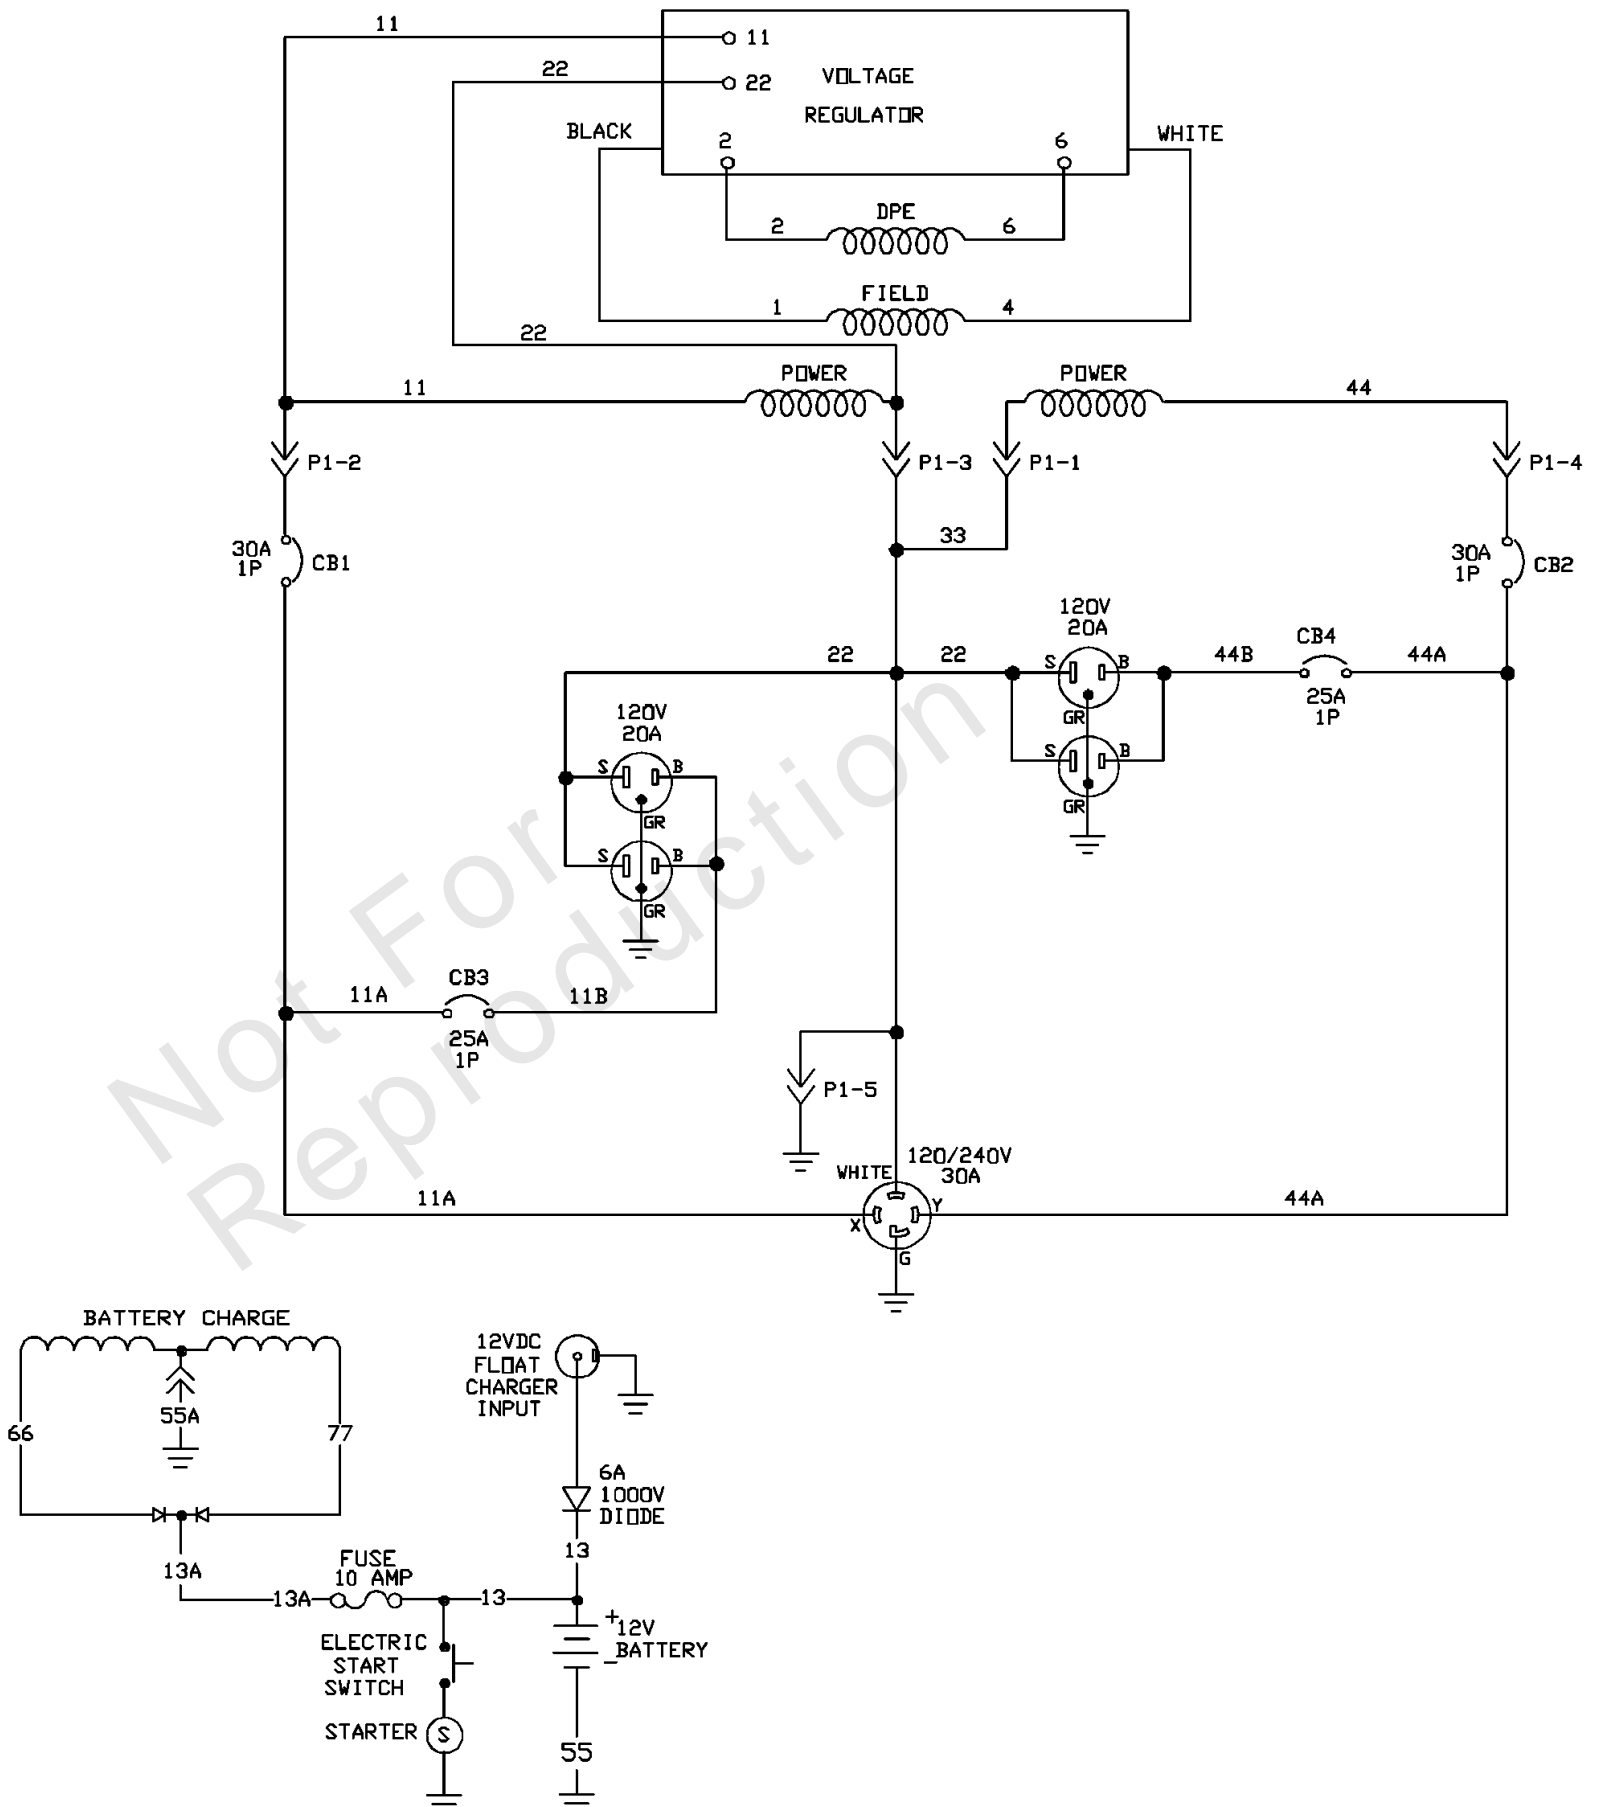 11
11
22
22
VOLTAGE
REGULATOR
BLACK
WHITE
2
6
DPE
2
6
FIELD
1
4
22
POWER
POWER
11
44
P1-2
P1-3
P1-1
P1-4
33
30A
1P
CB1
30A
1P
CB2
120V
20A
CB4
22
22
S
B
44B
44A
25A
1P
GR
S
B
GR
120V
20A
S
B
GR
S
B
GR
CB3
11A
11B
25A
1P
P1-5
120/240V
30A
WHITE
11A
X
Y
G
44A
Not For
Reproduction
BATTERY CHARGE
66
55A
77
13A
12VDC
FLOAT
CHARGER
INPUT
6A
1000V
DIODE
13
FUSE
10 AMP
13A
13
+
12V
BATTERY
-
ELECTRIC
START
SWITCH
STARTER
S
55